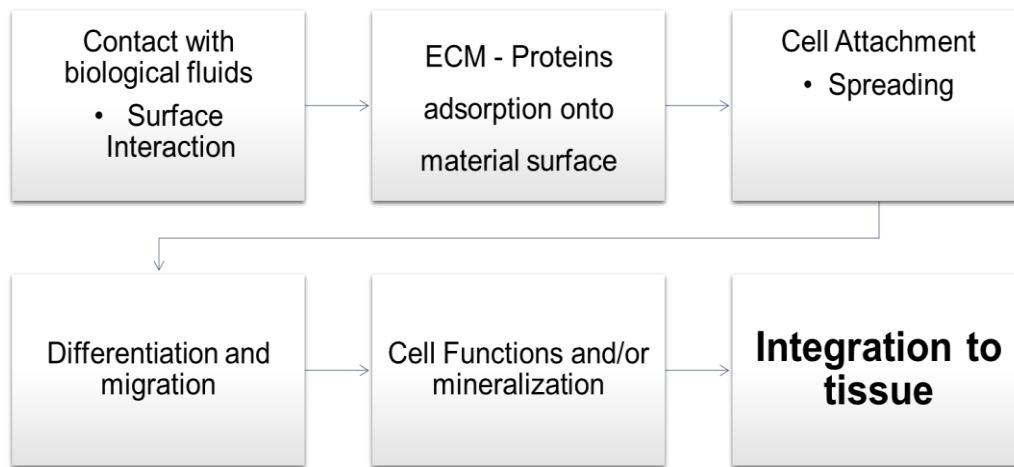 Contact with
biological fluids
• Surface
Interaction
ECM - Proteins
adsorption onto
material surface
Cell Attachment
• Spreading
Differentiation and
migration
Cell Functions and/or
mineralization
Integration to
tissue